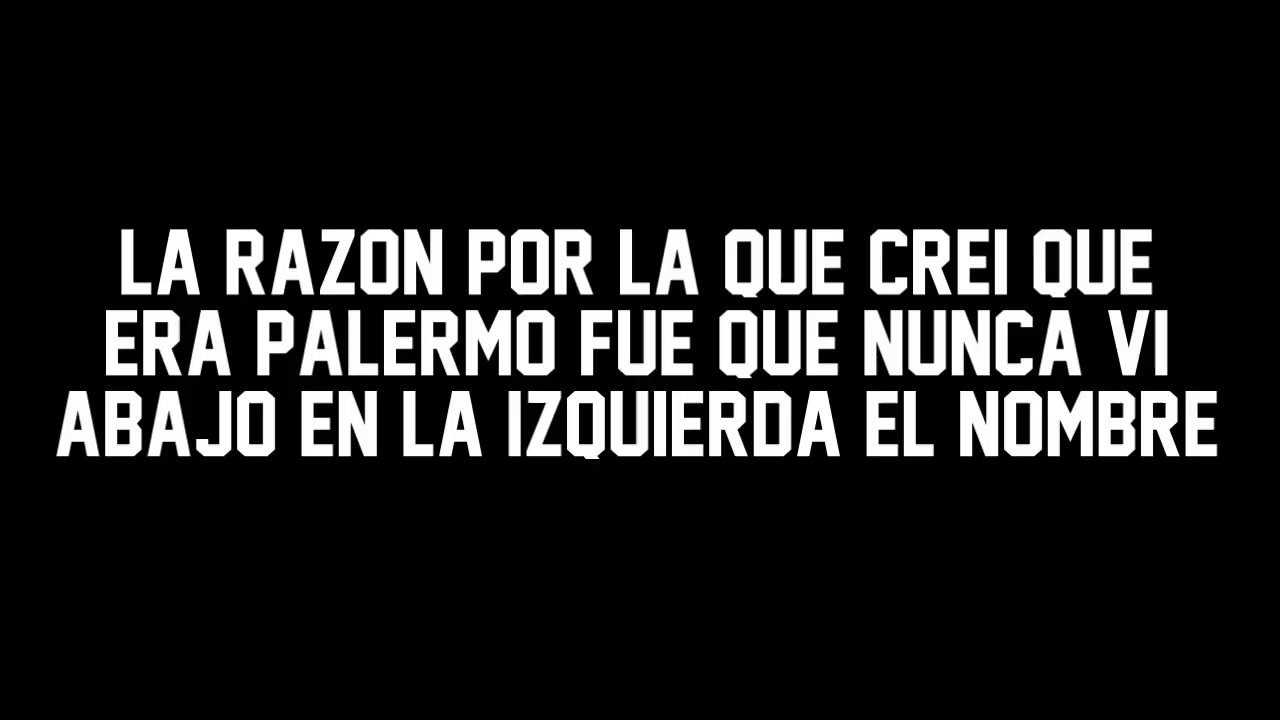 LA RAZON POR LA QUE CREI QUE
ERA PALERMO FUE QUE NUNCA VI
ABAJO EN LA IZQUIERDA EL NOMBRE